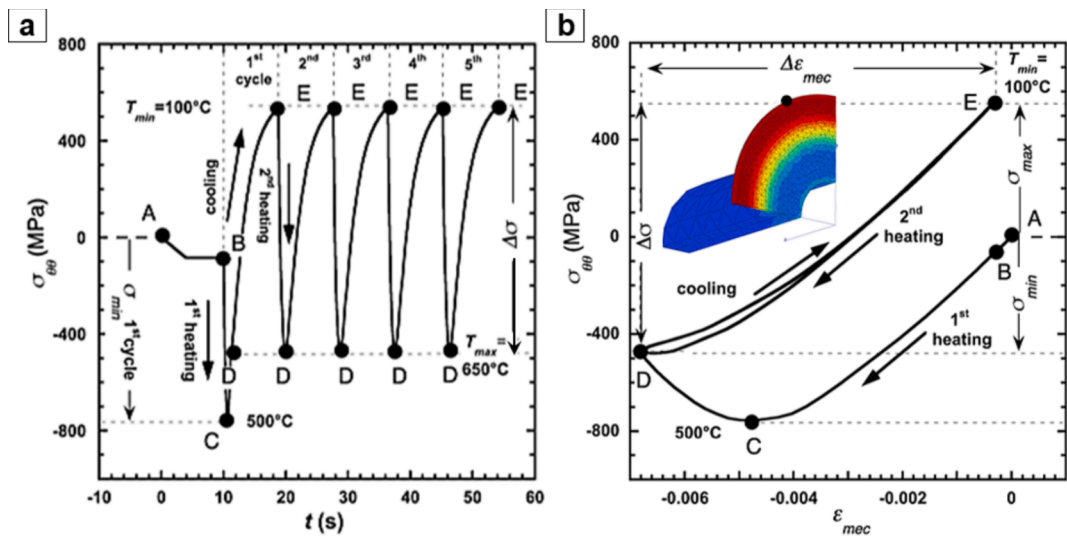 a
800
400
0
-400
-800
σθθ (MPa)
-10 0 10 20 30 40 50 60
t (s)
1st cycle
2nd
3rd
4th
5th
E E E E E
Tmin =100°C
cooling
2nd heating
A
B
σmin 1st cycle
1st heating
Δσ
Tmax = 650°C
D D D D D
500°C
C
b
800
400
0
-400
-800
σθθ (MPa)
-0.006 -0.004 -0.002 0
εmec
Δεmec
Tmin = 100°C
E
Δσ
σmax
A
B
2nd heating
cooling
σmin
1st heating
D
500°C
C